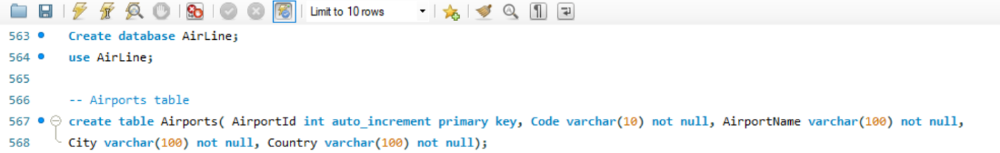 Limit to 10 rows
563 Create database AirLine;
564 use AirLine;
565
566 -- Airports table
567 create table Airports( AirportId int auto_increment primary key, Code varchar(10) not null, AirportName varchar(100) not null,
568 City varchar(100) not null, Country varchar(100) not null);